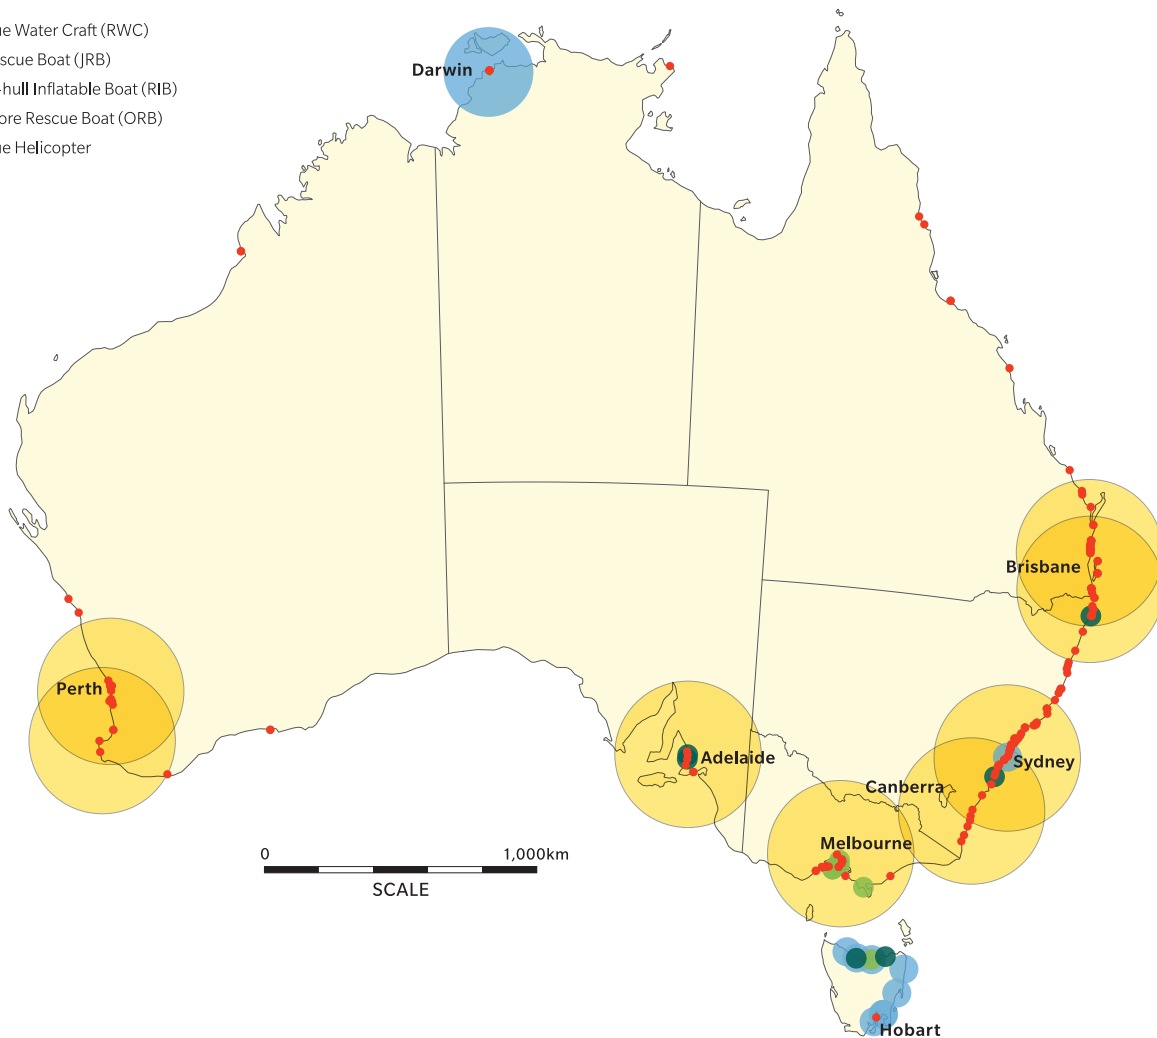 ue Water Craft (RWC)
scue Boat (JRB)
-hull Inflatable Boat (RIB)
ore Rescue Boat (ORB)
ue Helicopter
Darwin
Brisbane
Perth
Adelaide
Sydney
Canberra
Melbourne
0 1,000km
SCALE
Hobart